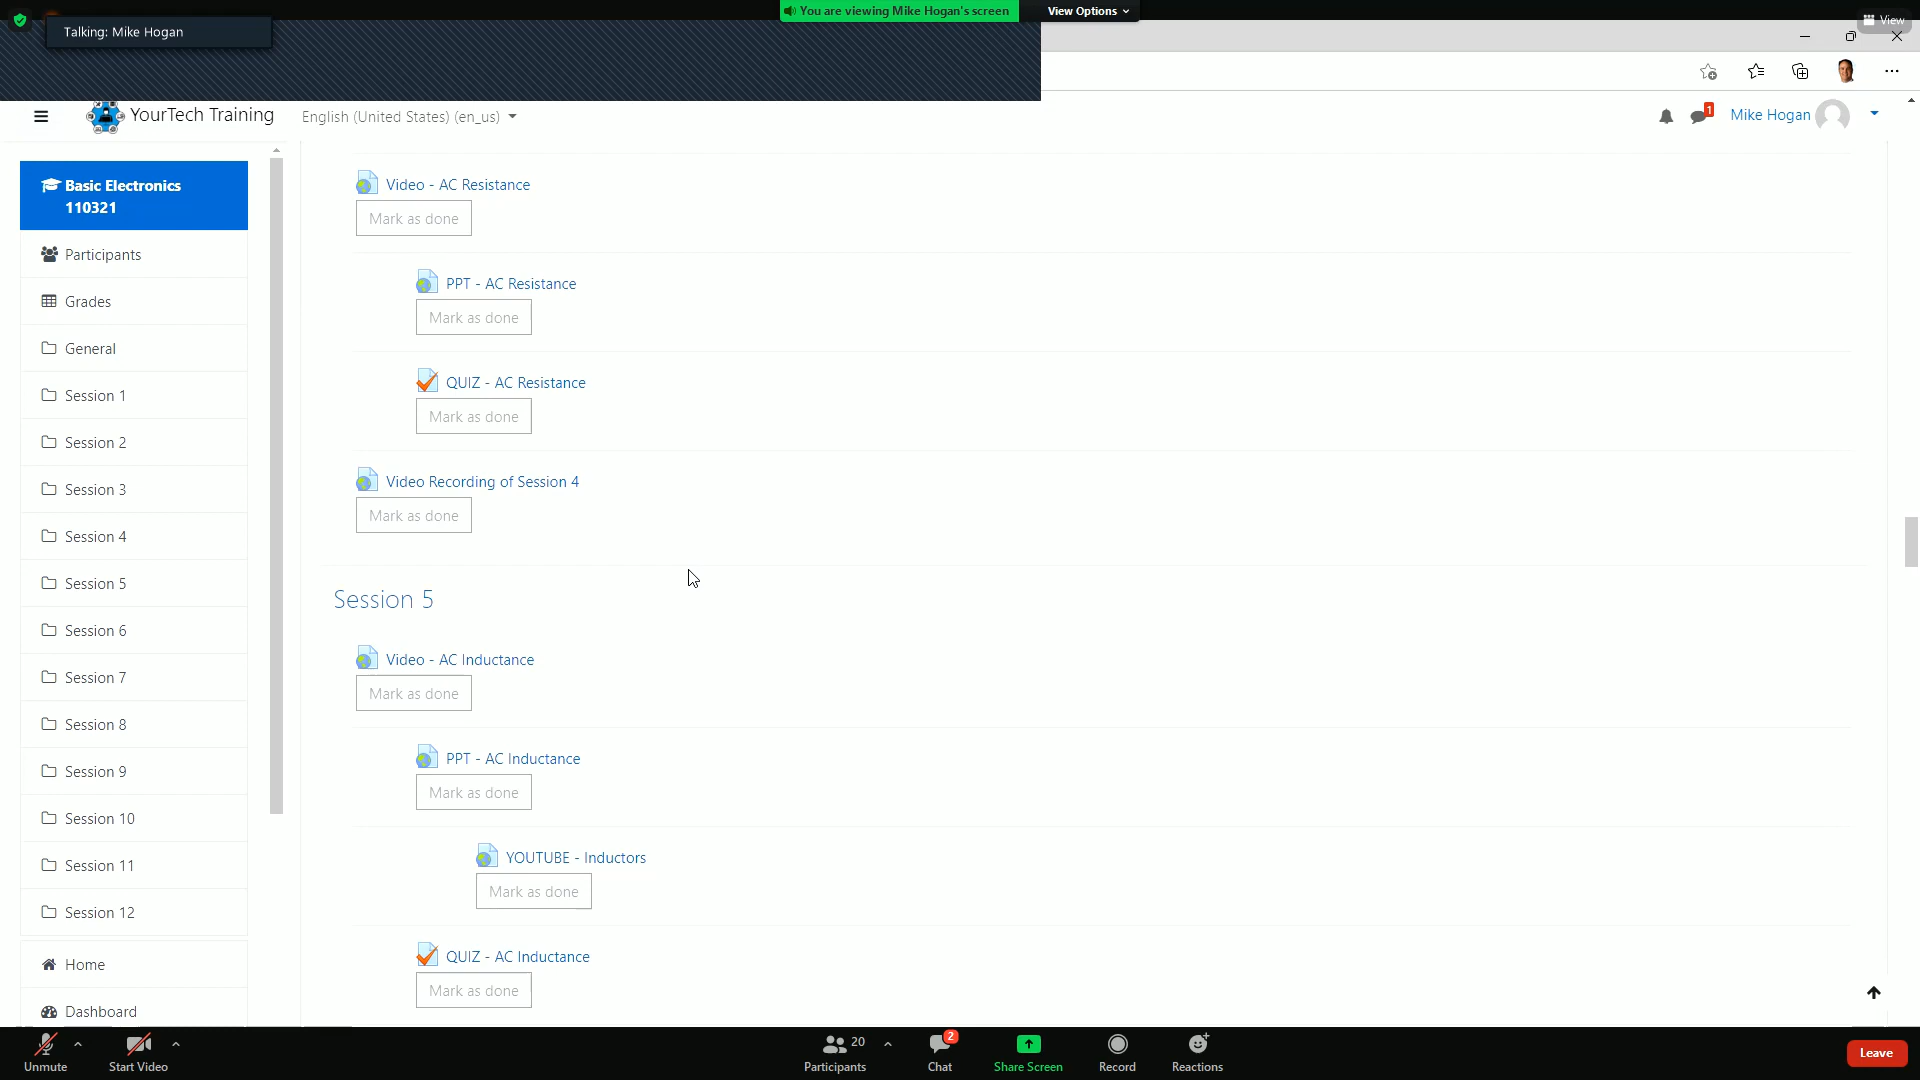 You are viewing Mike Hogan's screen
View Options
View
Talking: Mike Hogan
YourTech Training
English (United States) (en_us)
1
Mike Hogan
Basic Electronics
110321
Participants
Grades
General
Session 1
Session 2
Session 3
Session 4
Session 5
Session 6
Session 7
Session 8
Session 9
Session 10
Session 11
Session 12
Home
Dashboard
Video - AC Resistance
Mark as done
PPT - AC Resistance
Mark as done
QUIZ - AC Resistance
Mark as done
Video Recording of Session 4
Mark as done
Session 5
Video - AC Inductance
Mark as done
PPT - AC Inductance
Mark as done
YOUTUBE - Inductors
Mark as done
QUIZ - AC Inductance
Mark as done
Unmute
Start Video
20
Participants
2
Chat
Share Screen
Record
Reactions
Leave